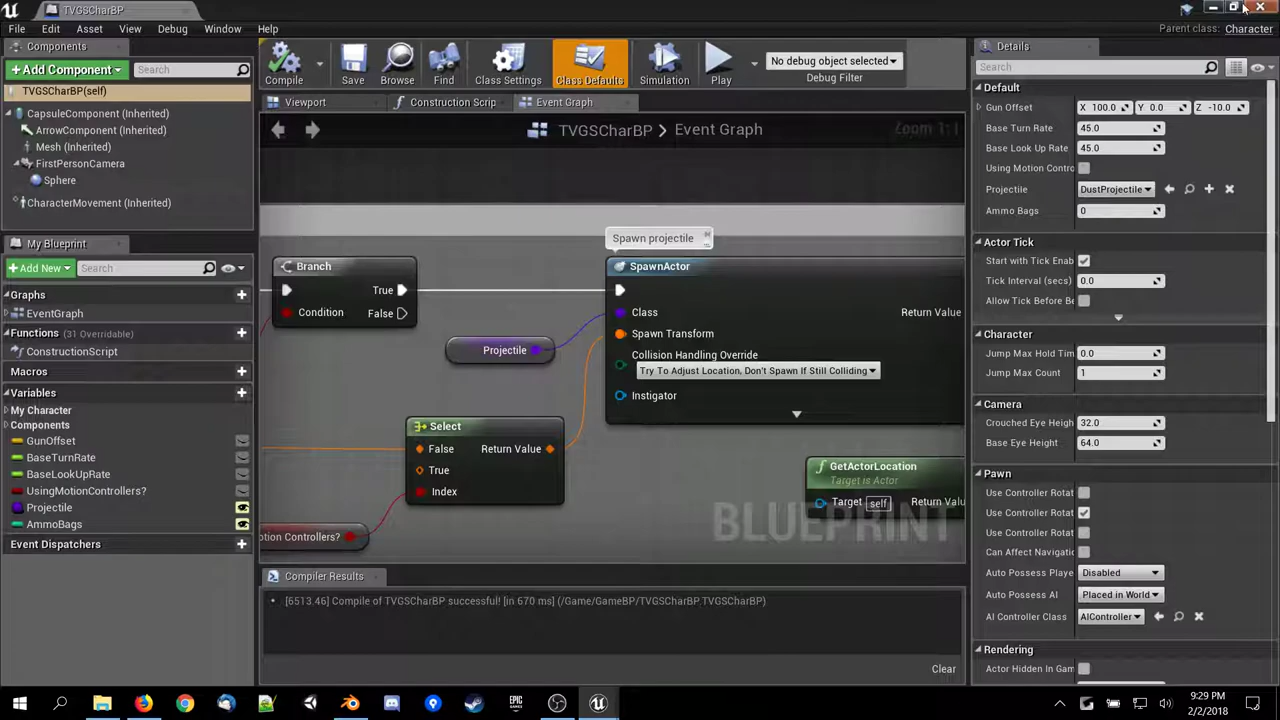 TVGSCharBP
File Edit Asset View Debug Window Help
Parent class: Character
Components
+ Add Component
Search
TVGSCharBP(self)
CapsuleComponent (Inherited)
ArrowComponent (Inherited)
Mesh (Inherited)
FirstPersonCamera
Sphere
CharacterMovement (Inherited)
My Blueprint
+ Add New
Search
Graphs
EventGraph
Functions (31 Overridable)
ConstructionScript
Macros
Variables
My Character
Components
GunOffset
BaseTurnRate
BaseLookUpRate
UsingMotionControllers?
Projectile
AmmoBags
Event Dispatchers
Compile
Save
Browse
Find
Class Settings
Class Defaults
Simulation
Play
No debug object selected
Debug Filter
Viewport
Construction Scrip
Event Graph
TVGSCharBP > Event Graph
Zoom 1:1
Spawn projectile
Branch
True
Condition
False
Projectile
SpawnActor
Class
Return Value
Spawn Transform
Collision Handling Override
Try To Adjust Location, Don't Spawn If Still Colliding
Instigator
Select
False
Return Value
True
Index
otion Controllers?
GetActorLocation
Target is Actor
Target self
Return Valu
BLUEPRINT
Compiler Results
[6513.46] Compile of TVGSCharBP successful! [in 670 ms] (/Game/GameBP/TVGSCharBP.TVGSCharBP)
Clear
Details
Search
Default
Gun Offset X 100.0 Y 0.0 Z -10.0
Base Turn Rate 45.0
Base Look Up Rate 45.0
Using Motion Contro
Projectile DustProjectile
Ammo Bags 0
Actor Tick
Start with Tick Enab
Tick Interval (secs) 0.0
Allow Tick Before Be
Character
Jump Max Hold Tim 0.0
Jump Max Count 1
Camera
Crouched Eye Heigh 32.0
Base Eye Height 64.0
Pawn
Use Controller Rotat
Use Controller Rotat
Use Controller Rotat
Can Affect Navigatio
Auto Possess Playe Disabled
Auto Possess AI Placed in World
AI Controller Class AIController
Rendering
Actor Hidden In Gam
EPIC GAMES
9:29 PM
2/2/2018